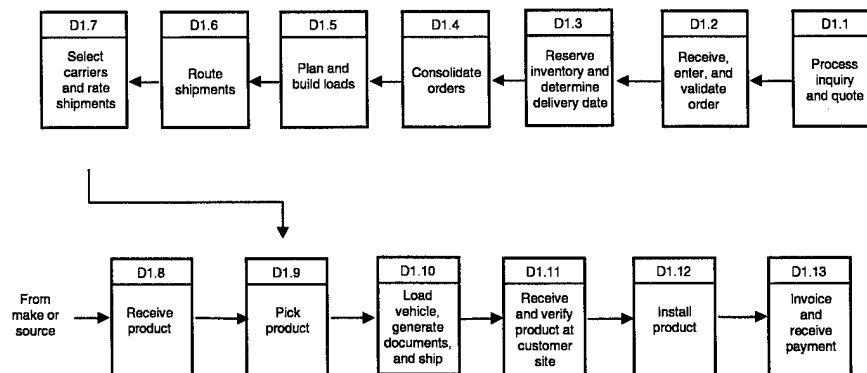 D1.7
Select
carriers
and rate
shipments
D1.6
Route
shipments
D1.5
Plan and
build loads
D1.4
Consolidate
orders
D1.3
Reserve
inventory and
determine
delivery date
D1.2
Receive,
enter, and
validate
order
D1.1
Process
inquiry
and quote
From
make or
source
D1.8
Receive
product
D1.9
Pick
product
D1.10
Load
vehicle,
generate
documents,
and ship
D1.11
Receive
and verify
product at
customer
site
D1.12
Install
product
D1.13
Invoice
and
receive
payment